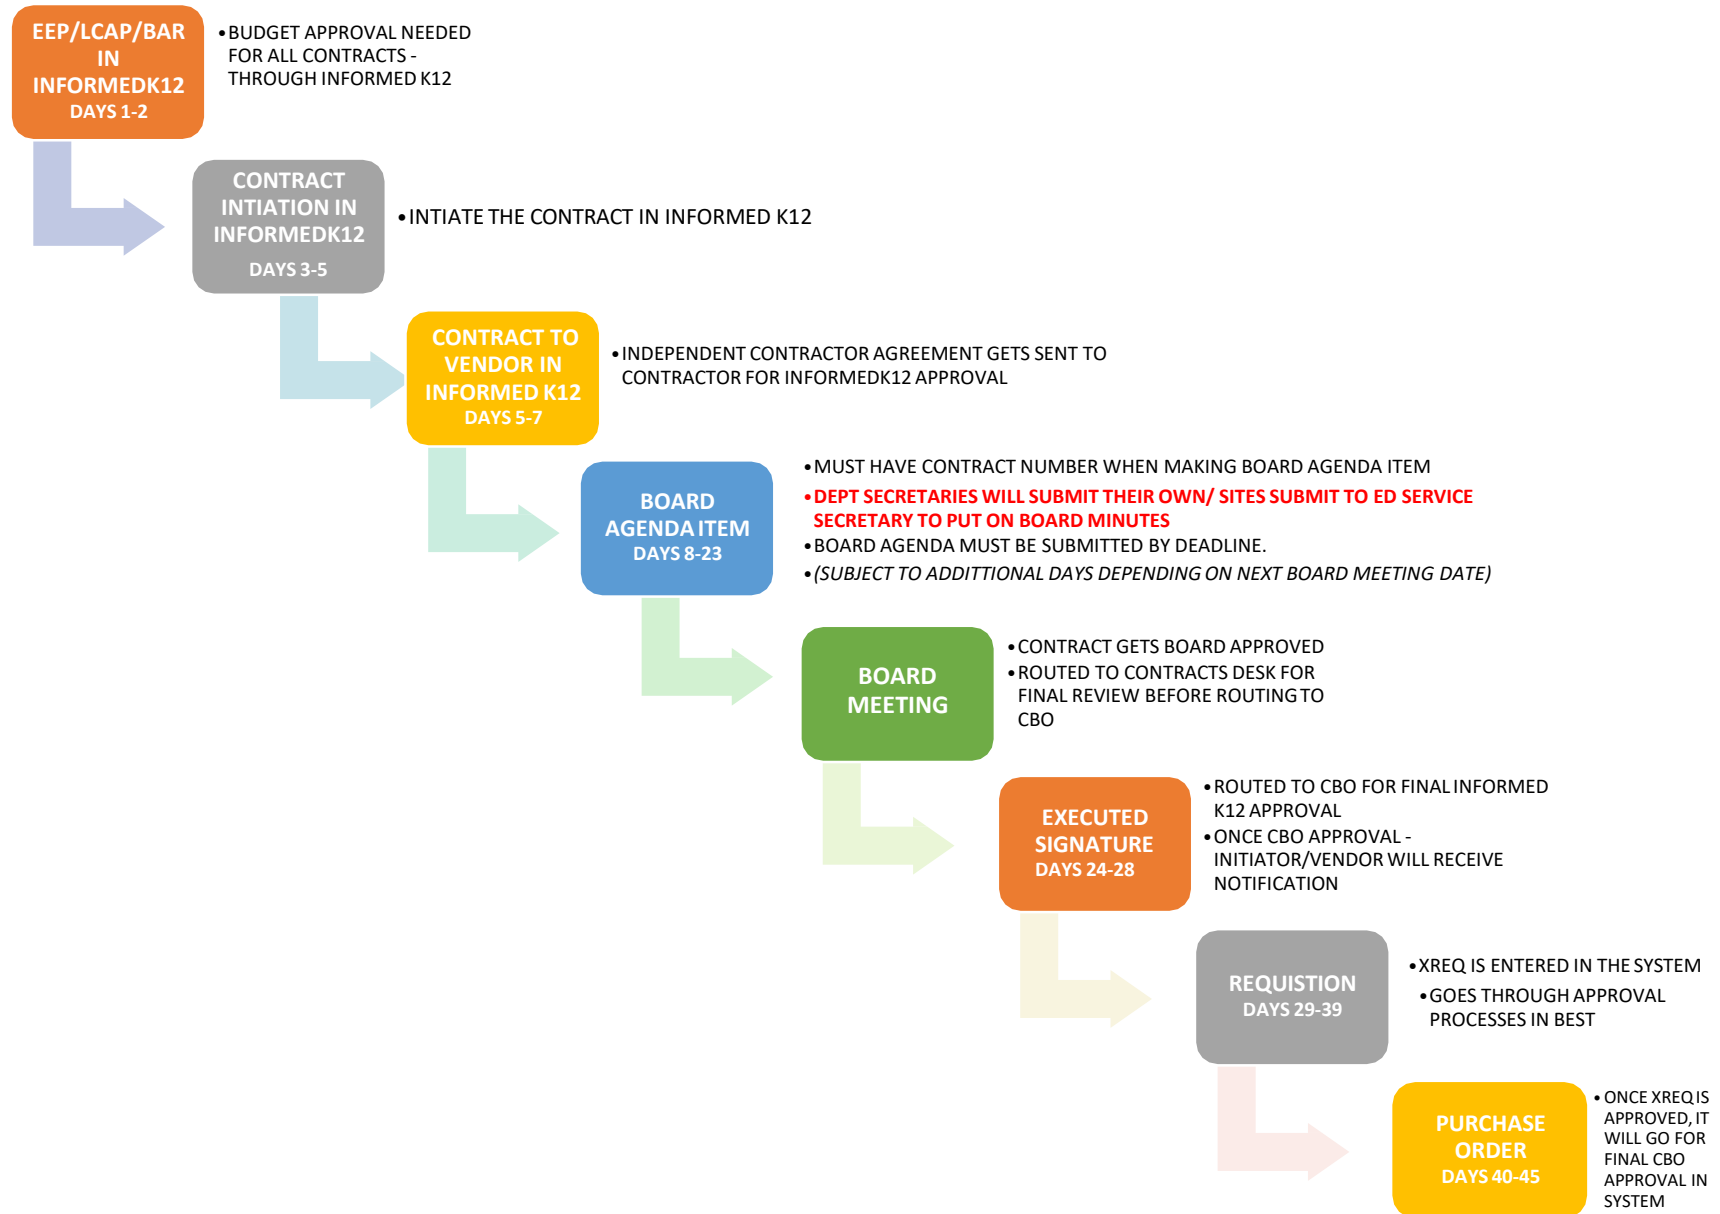 EEP/LCAP/BAR
IN
INFORMEDK12
DAYS 1-2
•BUDGET APPROVAL NEEDED
FOR ALL CONTRACTS -
THROUGH INFORMED K12
CONTRACT
INTIATION IN
INFORMEDK12
DAYS 3-5
•INTIATE THE CONTRACT IN INFORMED K12
CONTRACT TO
VENDOR IN
INFORMED K12
DAYS 5-7
•INDEPENDENT CONTRACTOR AGREEMENT GETS SENT TO
CONTRACTOR FOR INFORMEDK12 APPROVAL
BOARD
AGENDA ITEM
DAYS 8-23
•MUST HAVE CONTRACT NUMBER WHEN MAKING BOARD AGENDA ITEM
•DEPT SECRETARIES WILL SUBMIT THEIR OWN/ SITES SUBMIT TO ED SERVICE
SECRETARY TO PUT ON BOARD MINUTES
•BOARD AGENDA MUST BE SUBMITTED BY DEADLINE.
•(SUBJECT TO ADDITTIONAL DAYS DEPENDING ON NEXT BOARD MEETING DATE)
BOARD
MEETING
•CONTRACT GETS BOARD APPROVED
•ROUTED TO CONTRACTS DESK FOR
FINAL REVIEW BEFORE ROUTING TO
CBO
EXECUTED
SIGNATURE
DAYS 24-28
•ROUTED TO CBO FOR FINAL INFORMED
K12 APPROVAL
•ONCE CBO APPROVAL -
INITIATOR/VENDOR WILL RECEIVE
NOTIFICATION
REQUISTION
DAYS 29-39
•XREQ IS ENTERED IN THE SYSTEM
•GOES THROUGH APPROVAL
PROCESSES IN BEST
PURCHASE
ORDER
DAYS 40-45
•ONCE XREQ IS
APPROVED, IT
WILL GO FOR
FINAL CBO
APPROVAL IN
SYSTEM